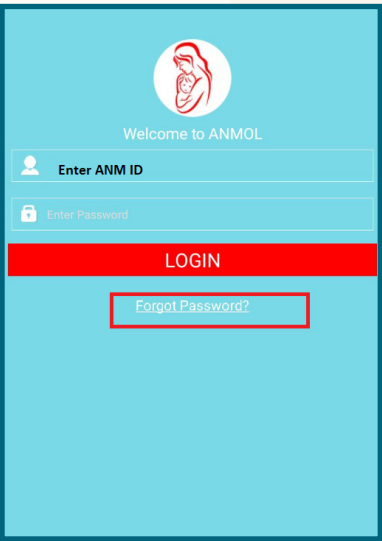 Welcome to ANMOL
Enter ANM ID
Enter Password
LOGIN
Forgot Password?